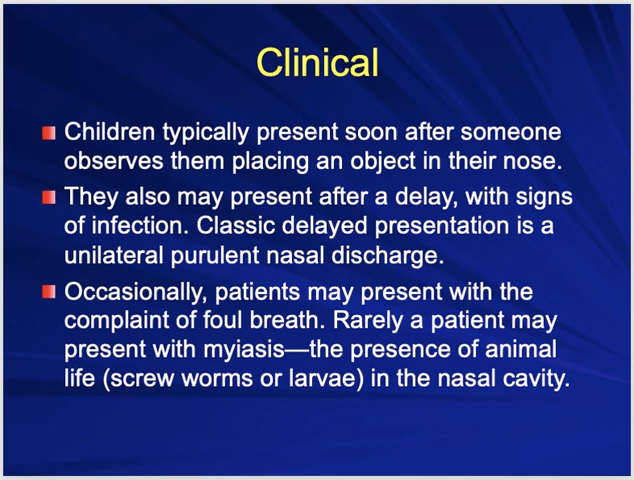 Clinical
Children typically present soon after someone
observes them placing an object in their nose.
They also may present after a delay, with signs
of infection. Classic delayed presentation is a
unilateral purulent nasal discharge.
Occasionally, patients may present with the
complaint of foul breath. Rarely a patient may
present with myiasis—the presence of animal
life (screw worms or larvae) in the nasal cavity.